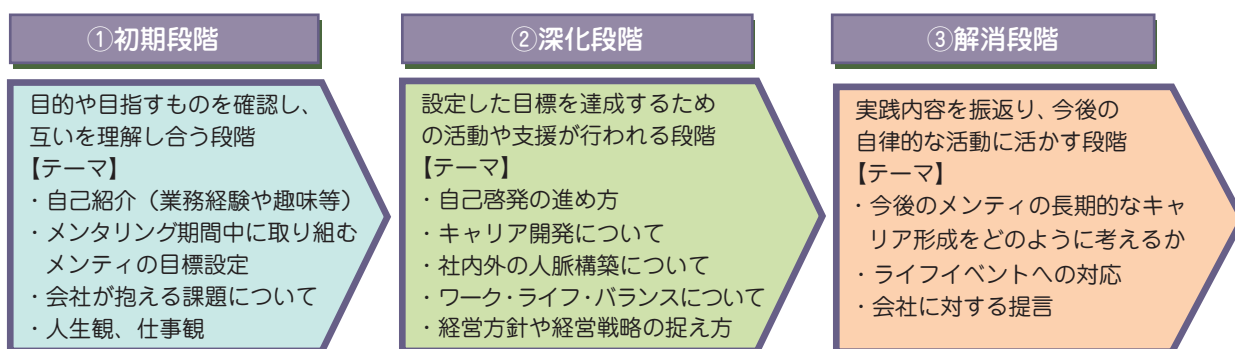 ①初期段階
目的や目指すものを確認し、
互いを理解し合う段階
【テーマ】
・自己紹介（業務経験や趣味等）
・メンタリング期間中に取り組む
メンティの目標設定
・会社が抱える課題について
・人生観、仕事観
②深化段階
設定した目標を達成するため
の活動や支援が行われる段階
【テーマ】
・自己啓発の進め方
・キャリア開発について
・社内外の人脈構築について
・ワーク・ライフ・バランスについて
・経営方針や経営戦略の捉え方
③解消段階
実践内容を振返り、今後の
自律的な活動に活かす段階
【テーマ】
・今後のメンティの長期的なキャ
リア形成をどのように考えるか
・ライフイベントへの対応
・会社に対する提言